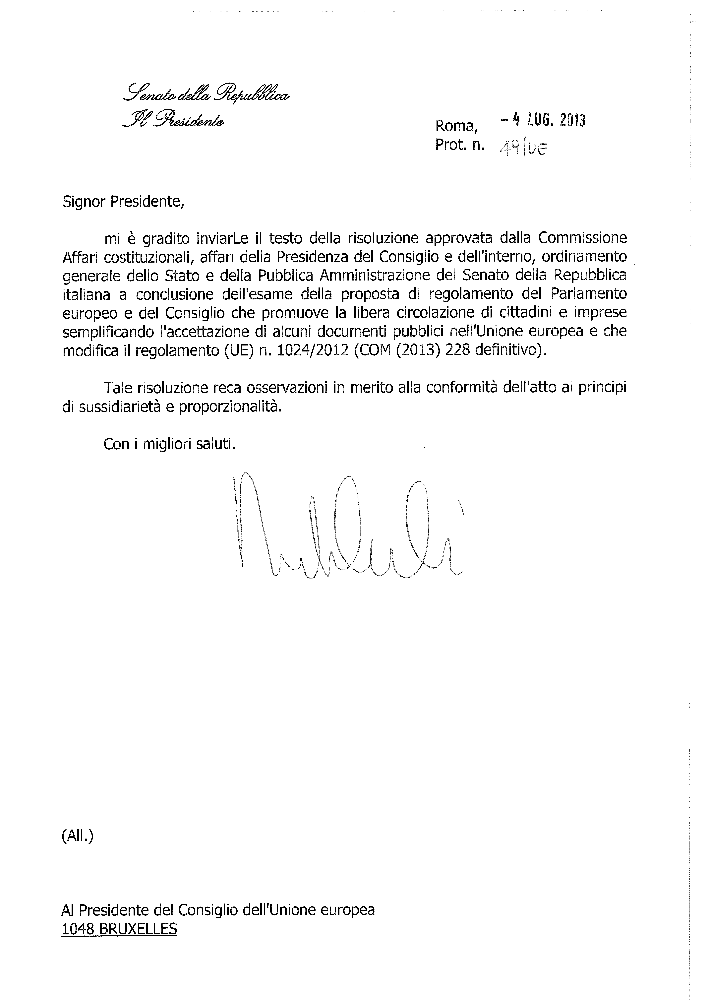 Senato della Repubblica
Il Presidente
Roma, - 4 LUG. 2013
Prot. n. 49/UE
Signor Presidente,
mi è gradito inviarLe il testo della risoluzione approvata dalla Commissione
Affari costituzionali, affari della Presidenza del Consiglio e dell'interno, ordinamento
generale dello Stato e della Pubblica Amministrazione del Senato della Repubblica
italiana a conclusione dell'esame della proposta di regolamento del Parlamento
europeo e del Consiglio che promuove la libera circolazione di cittadini e imprese
semplificando l'accettazione di alcuni documenti pubblici nell'Unione europea e che
modifica il regolamento (UE) n. 1024/2012 (COM (2013) 228 definitivo).
Tale risoluzione reca osservazioni in merito alla conformità dell'atto ai principi
di sussidiarietà e proporzionalità.
Con i migliori saluti.
(All.)
Al Presidente del Consiglio dell'Unione europea
1048 BRUXELLES